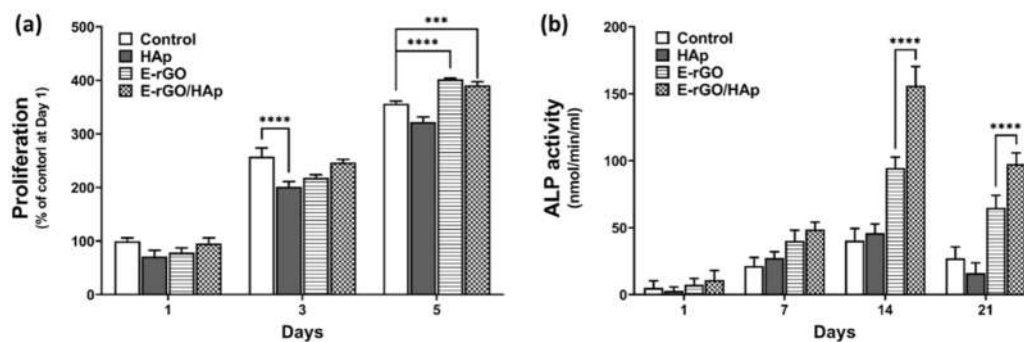 (a)
Proliferation
(% of contorl at Day 1)
500
400
300
200
100
0
Control
HAp
E-rGO
E-rGO/HAp
****
****
***
1
3
5
Days
(b)
ALP activity
(nmol/min/ml)
200
150
100
50
0
Control
HAp
E-rGO
E-rGO/HAp
****
****
1
7
14
21
Days